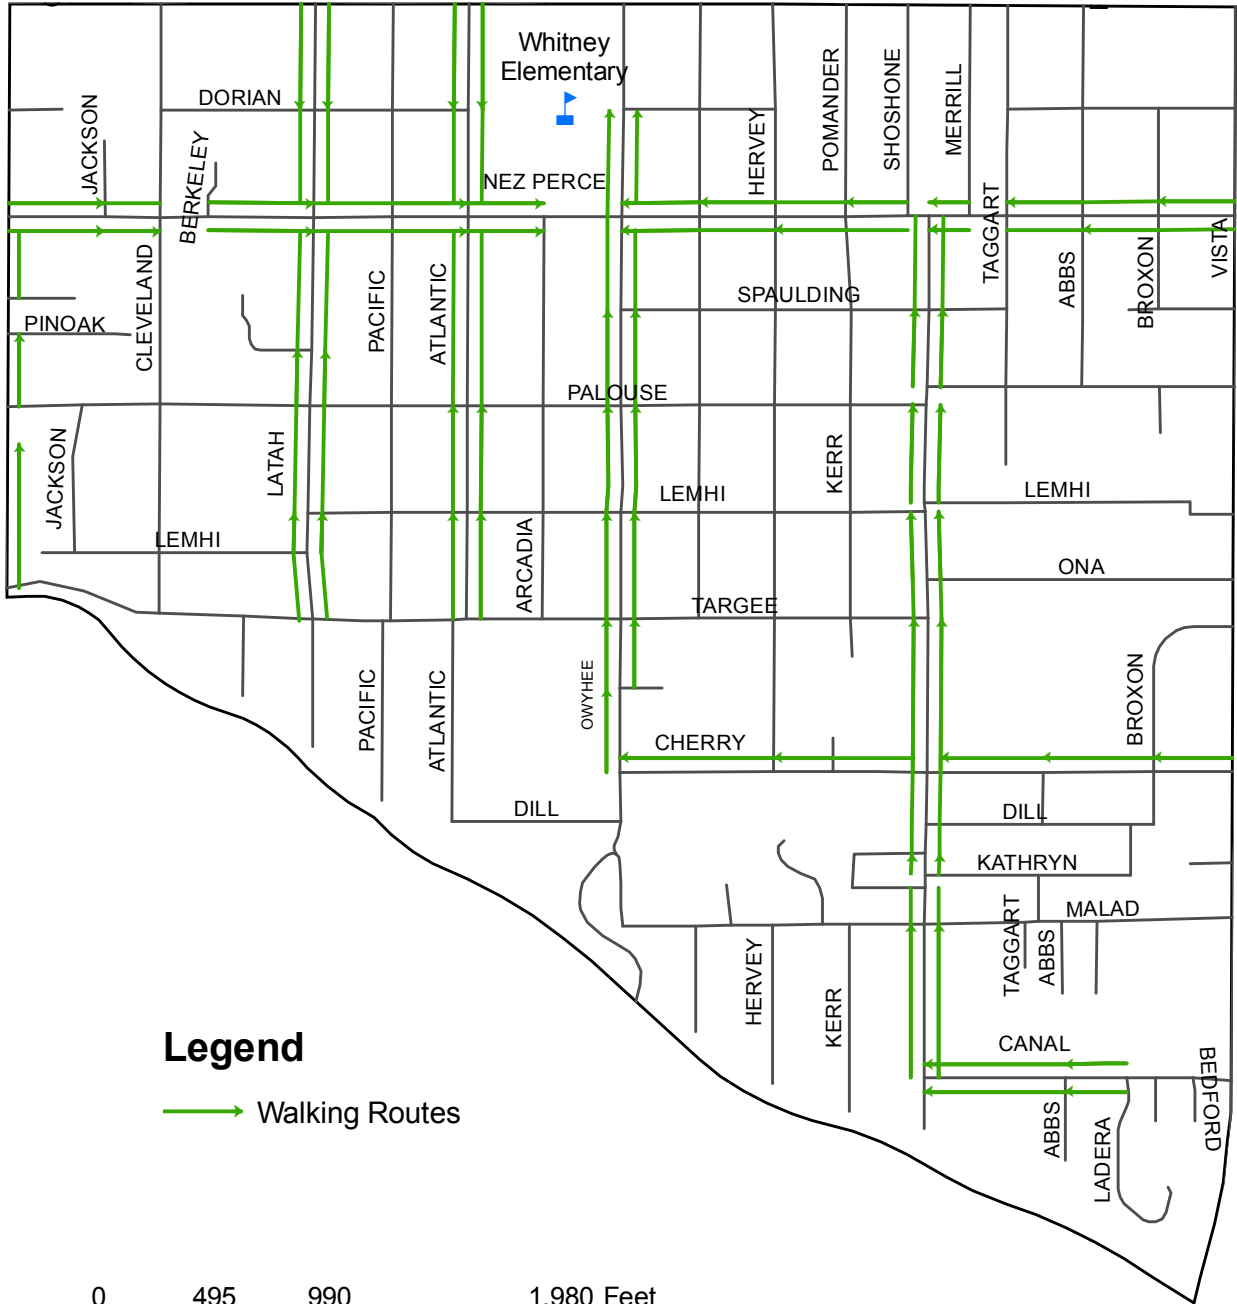 Whitney
Elementary
DORIAN
JACKSON
BERKELEY
NEZ PERCE
HERVEY
POMANDER
SHOSHONE
MERRILL
TAGGART
ABBS
BROXON
VISTA
CLEVELAND
PACIFIC
ATLANTIC
SPAULDING
PINOAK
PALOUSE
JACKSON
LATAH
KERR
LEMHI
LEMHI
LEMHI
ARCADIA
ONA
TARGEE
PACIFIC
ATLANTIC
OWYHEE
CHERRY
BROXON
DILL
DILL
KATHRYN
MALAD
TAGGART
ABBS
HERVEY
KERR
CANAL
BEDFORD
ABBS
LADERA
Legend
Walking Routes
0 495 990 1,980 Feet